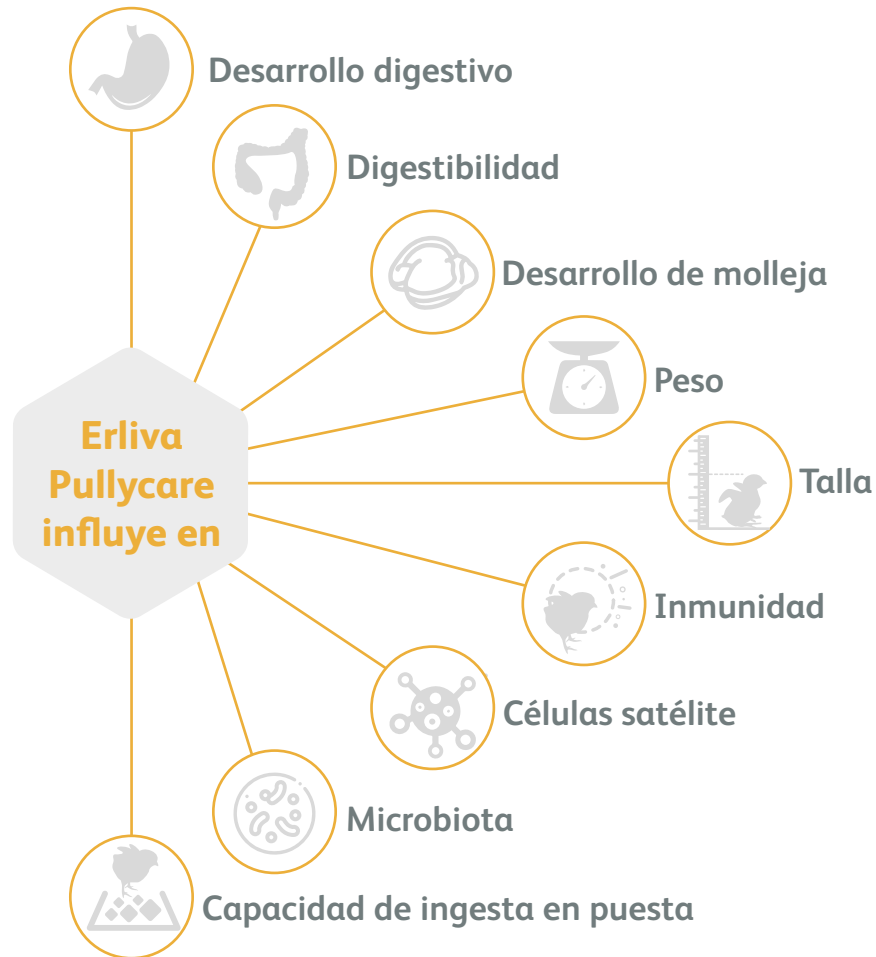 Desarrollo digestivo
Digestibilidad
Desarrollo de molleja
Peso
Erliva
Pullycare
influye en
Talla
Inmunidad
Células satélite
Microbiota
Capacidad de ingesta en puesta